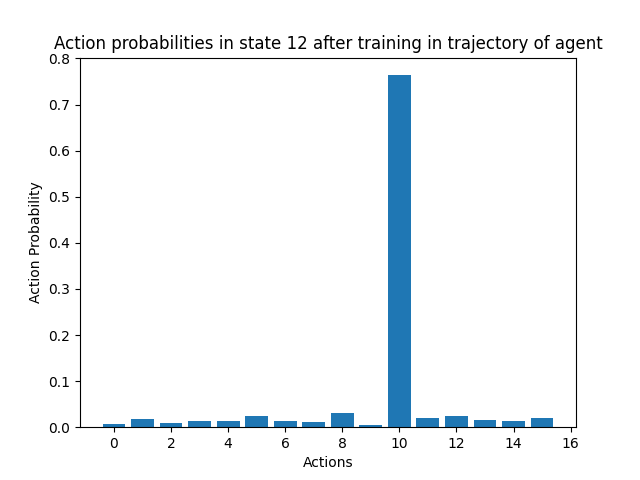 Action probabilities in state 12 after training in trajectory of agent
0.8
0.7
0.6
0.5
0.4
0.3
0.2
0.1
0.0
Action Probability
0 2 4 6 8 10 12 14 16
Actions